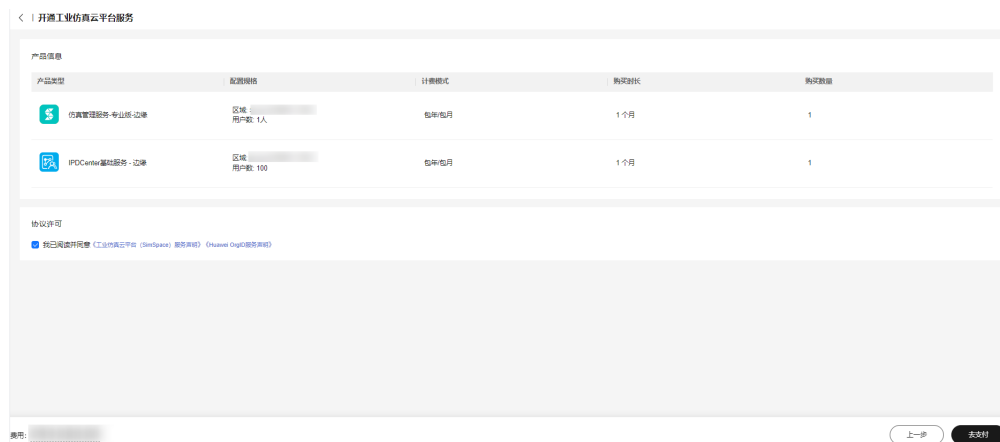 开通工业仿真云平台服务
产品信息
产品类型 配置规格 计费模式 购买时长 购买数量
仿真管理服务-专业版-边缘 区域: 包年/包月 1个月 1
用户数: 1人
IPDCenter基础服务 - 边缘 区域: 包年/包月 1个月 1
用户数: 100
协议许可
我已阅读并同意《工业仿真云平台（SimSpace）服务声明》《Huawei OrgID服务声明》
费用: 上一步 去支付